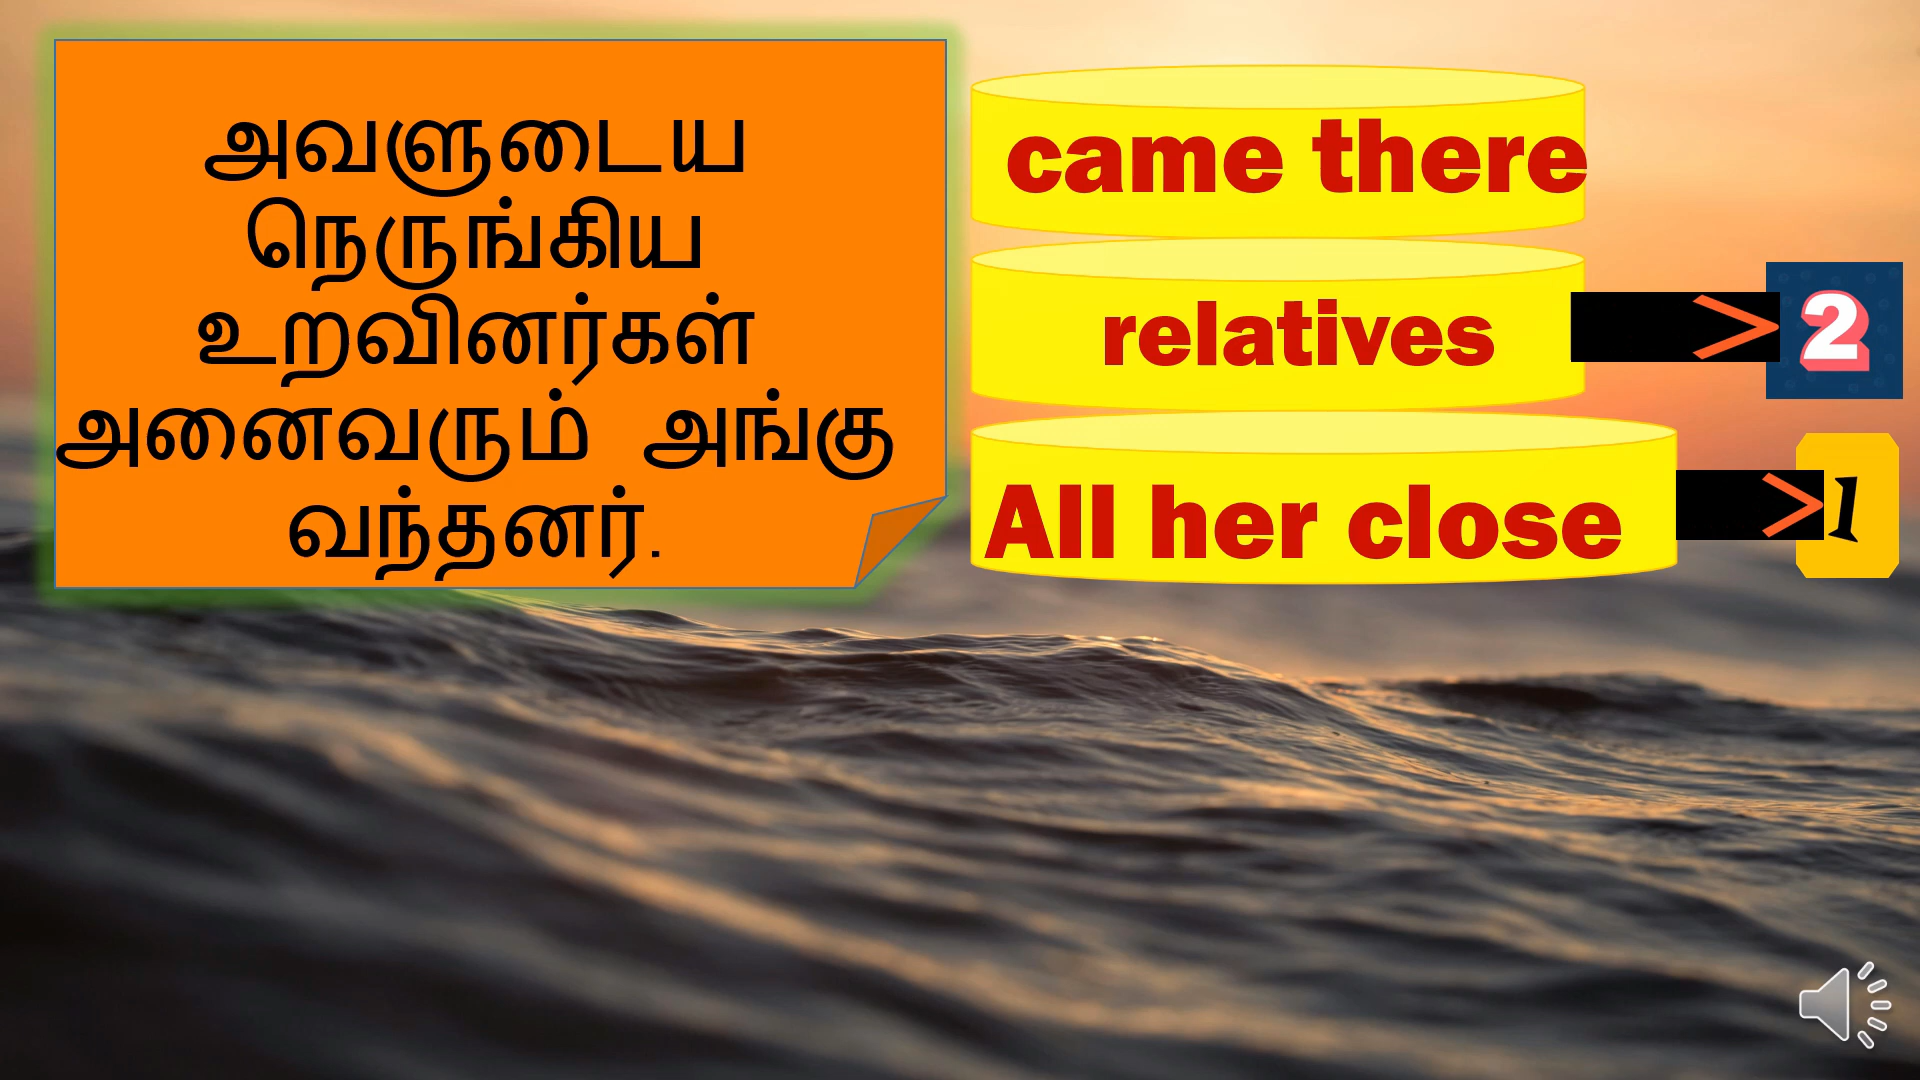 அவளுடைய
நெருங்கிய
உறவினர்கள்
அனைவரும் அங்கு
வந்தனர்.
came there
relatives > 2
All her close > 1